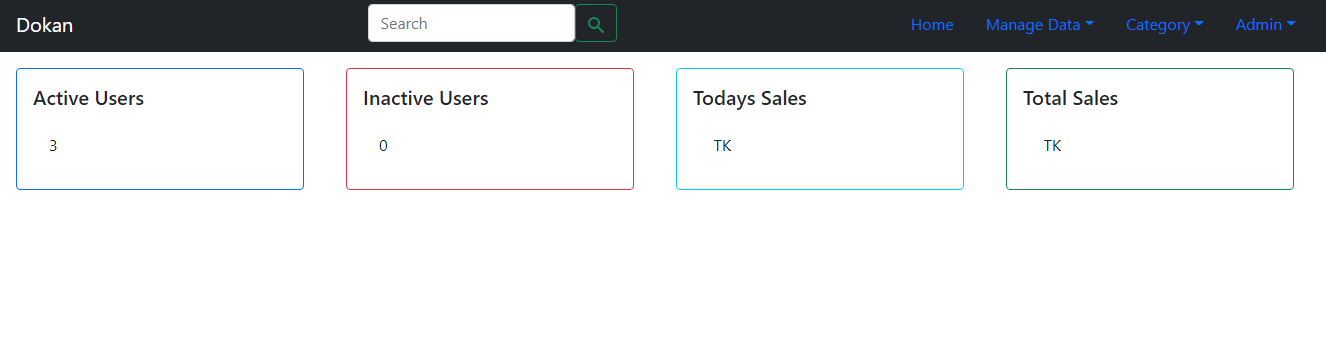 Dokan
Search
Home
Manage Data
Category
Admin
Active Users
3
Inactive Users
0
Todays Sales
TK
Total Sales
TK